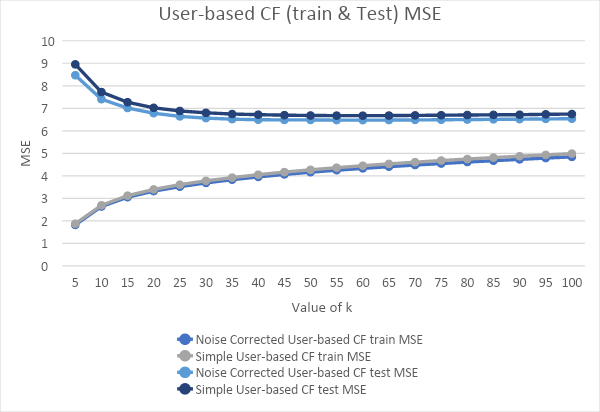 User-based CF (train & Test) MSE
10
9
8
7
6
5
4
3
2
1
0
MSE
5 10 15 20 25 30 35 40 45 50 55 60 65 70 75 80 85 90 95 100
Value of k
Noise Corrected User-based CF train MSE
Simple User-based CF train MSE
Noise Corrected User-based CF test MSE
Simple User-based CF test MSE